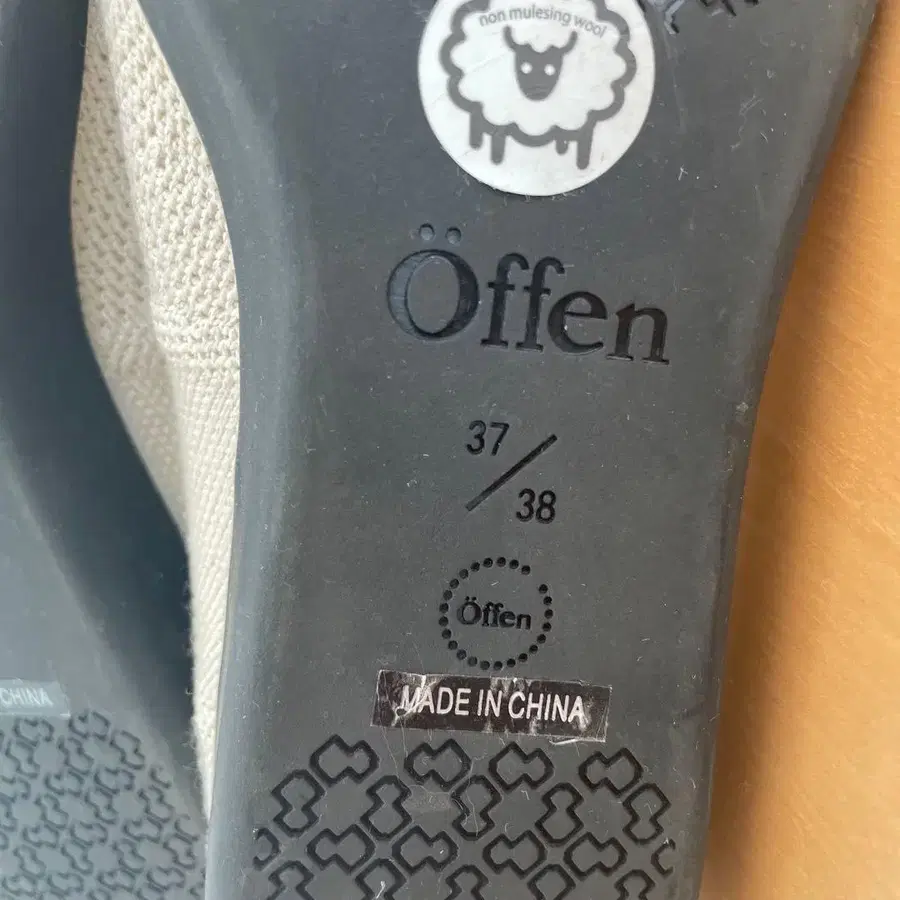 non mulesing wool
Öffen
37
/
38
Öffen
MADE IN CHINA
CHINA